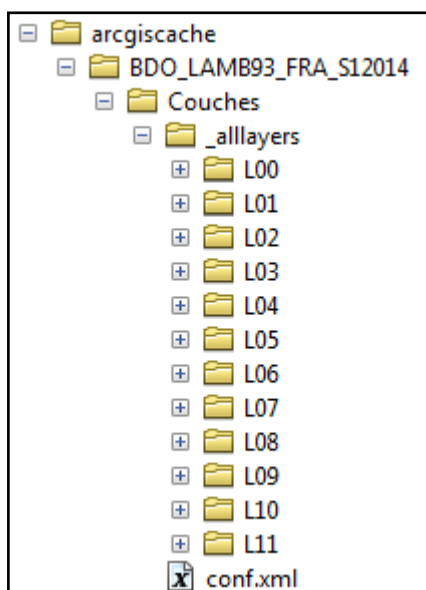 arcgiscache
BDO_LAMB93_FRA_S12014
Couches
_alllayers
L00
L01
L02
L03
L04
L05
L06
L07
L08
L09
L10
L11
conf.xml